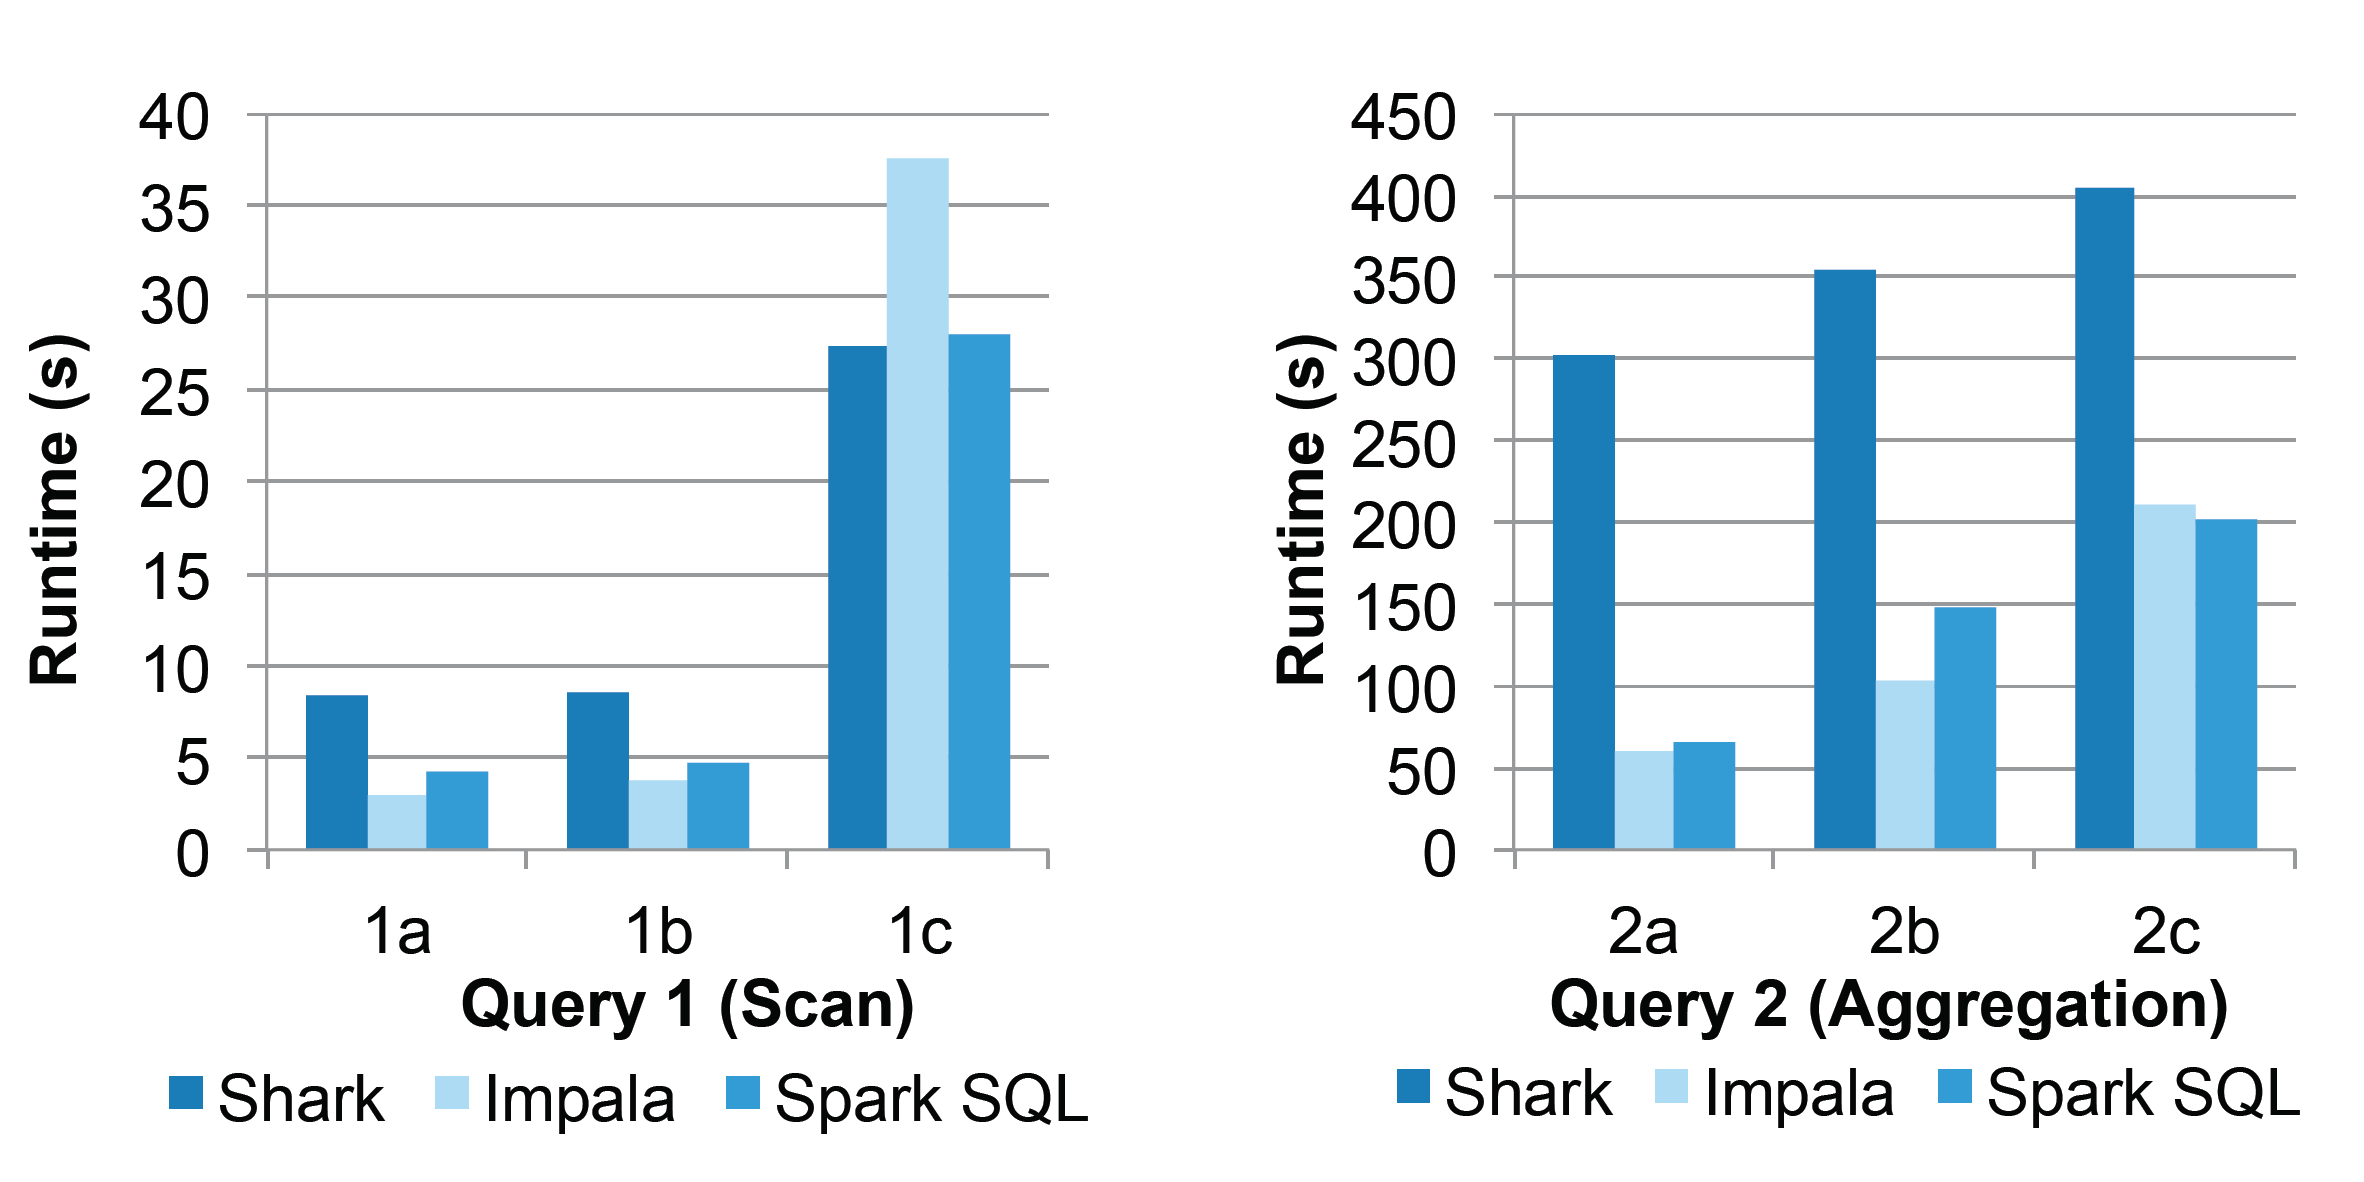 40
35
30
25
20
15
10
5
0
Runtime (s)
1a 1b 1c
Query 1 (Scan)
Shark Impala Spark SQL
450
400
350
300
250
200
150
100
50
0
Runtime (s)
2a 2b 2c
Query 2 (Aggregation)
Shark Impala Spark SQL